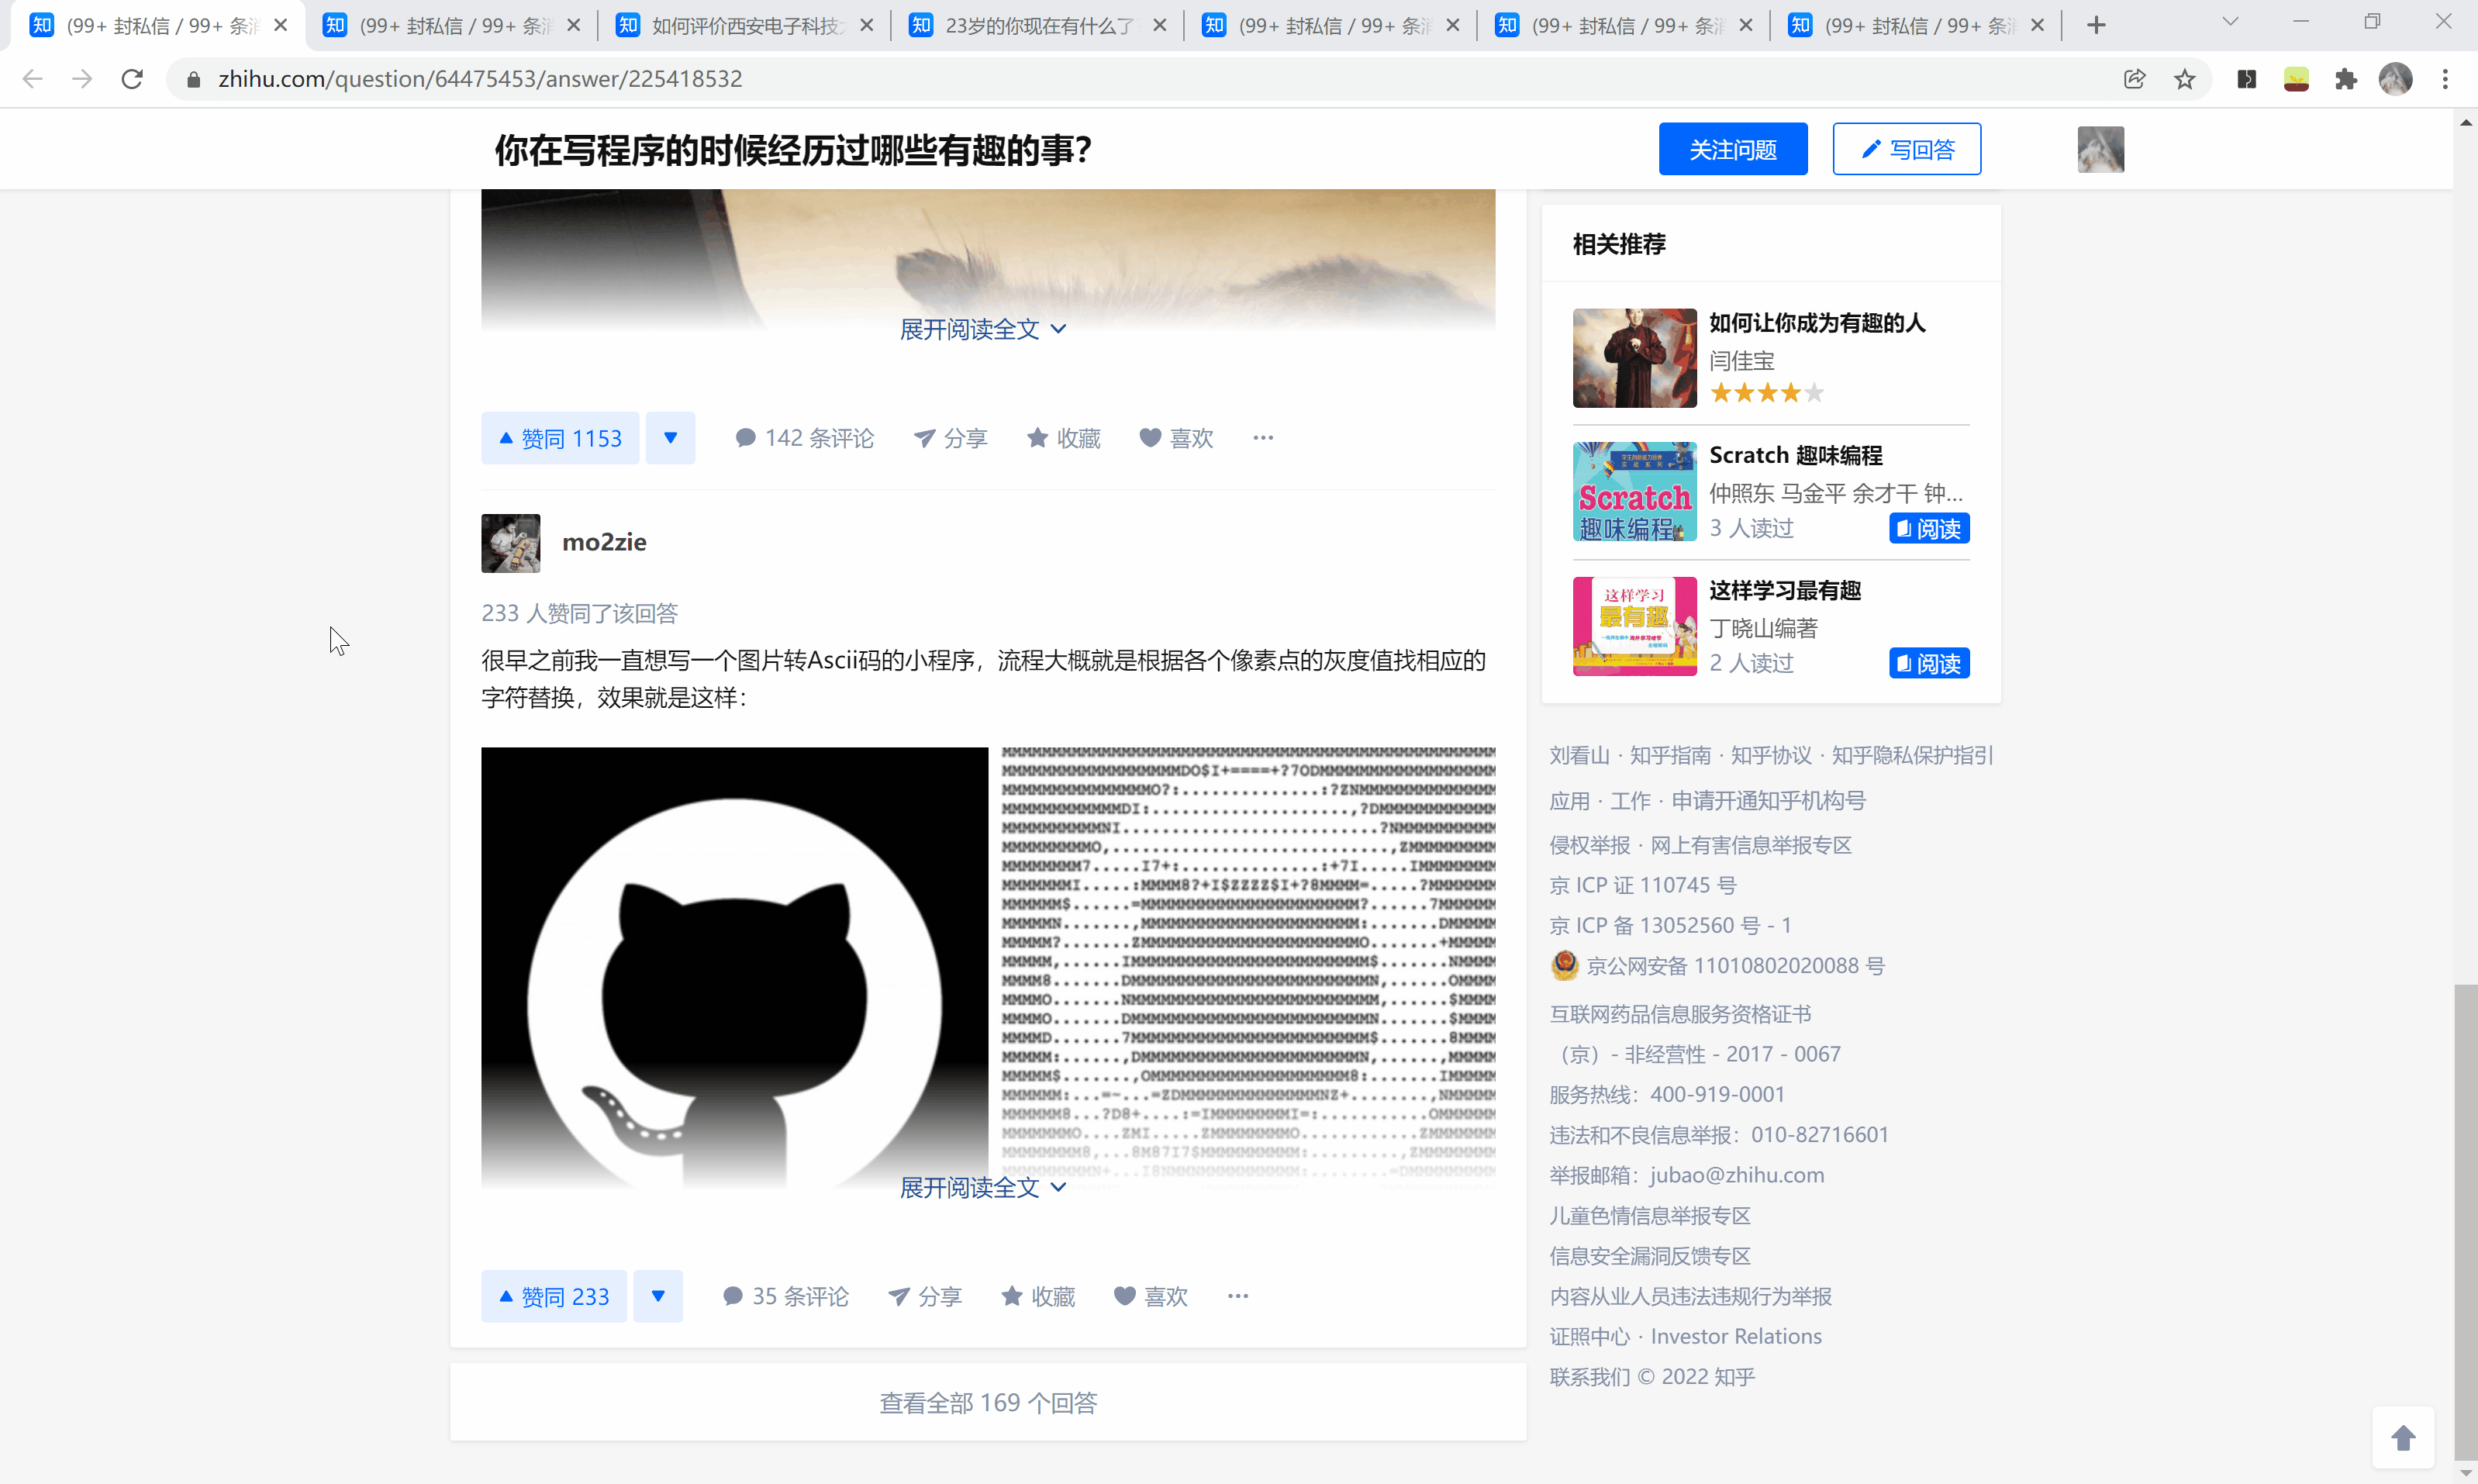 (99+ 封私信 / 99+ 条消
(99+ 封私信 / 99+ 条消
如何评价西安电子科技大
23岁的你现在有什么了?
(99+ 封私信 / 99+ 条消
(99+ 封私信 / 99+ 条消
(99+ 封私信 / 99+ 条消
zhihu.com/question/64475453/answer/225418532
你在写程序的时候经历过哪些有趣的事?
关注问题
写回答
展开阅读全文
赞同 1153
142 条评论
分享
收藏
喜欢
mo2zie
233 人赞同了该回答
很早之前我一直想写一个图片转Ascii码的小程序，流程大概就是根据各个像素点的灰度值找相应的
字符替换，效果就是这样：
展开阅读全文
赞同 233
35 条评论
分享
收藏
喜欢
查看全部 169 个回答
相关推荐
如何让你成为有趣的人
闫佳宝
Scratch
趣味编程
Scratch 趣味编程
仲照东 马金平 余才干 钟...
3 人读过
阅读
这样学习
最有趣
这样学习最有趣
丁晓山编著
2 人读过
阅读
刘看山 · 知乎指南 · 知乎协议 · 知乎隐私保护指引
应用 · 工作 · 申请开通知乎机构号
侵权举报 · 网上有害信息举报专区
京 ICP 证 110745 号
京 ICP 备 13052560 号 - 1
京公网安备 11010802020088 号
互联网药品信息服务资格证书
（京）- 非经营性 - 2017 - 0067
服务热线：400-919-0001
违法和不良信息举报：010-82716601
举报邮箱：jubao@zhihu.com
儿童色情信息举报专区
信息安全漏洞反馈专区
内容从业人员违法违规行为举报
证照中心 · Investor Relations
联系我们 © 2022 知乎